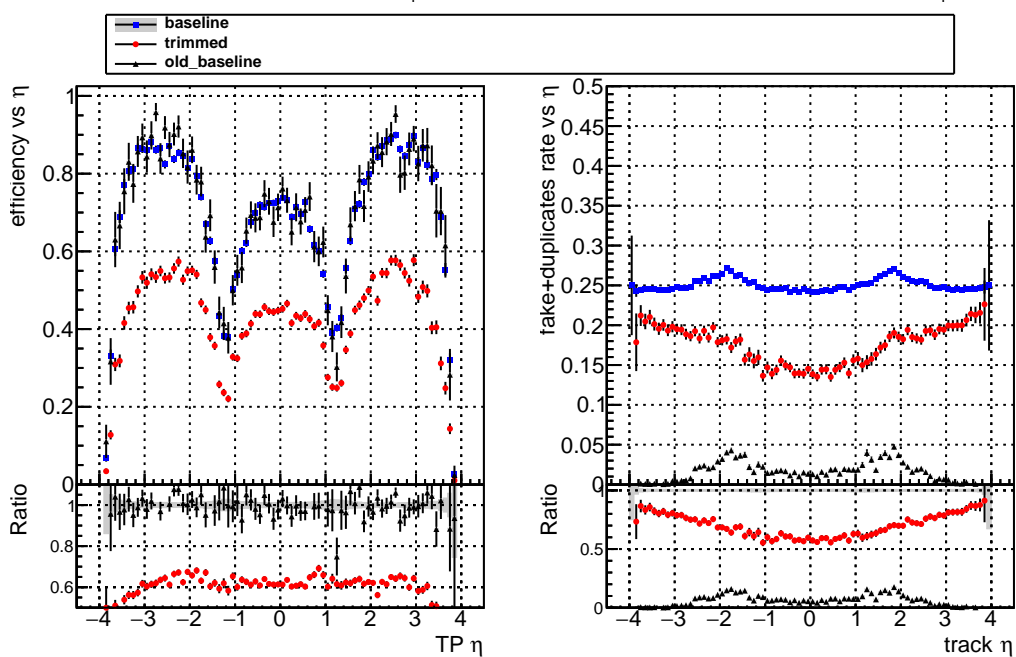 baseline
trimmed
old_baseline
efficiency vs η
1
0.8
0.6
0.4
0.2
0
Ratio
1
0.8
0.6
−4 −3 −2 −1 0 1 2 3 4
TP η
fake+duplicates rate vs η
0.5
0.45
0.4
0.35
0.3
0.25
0.2
0.15
0.1
0.05
0
Ratio
1
0.5
0
−4 −3 −2 −1 0 1 2 3 4
track η